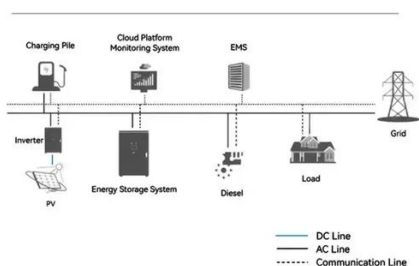 Charging Pile
Cloud Platform
Monitoring System
EMS
Grid
Inverter
PV
Energy Storage System
Diesel
Load
DC Line
AC Line
Communication Line